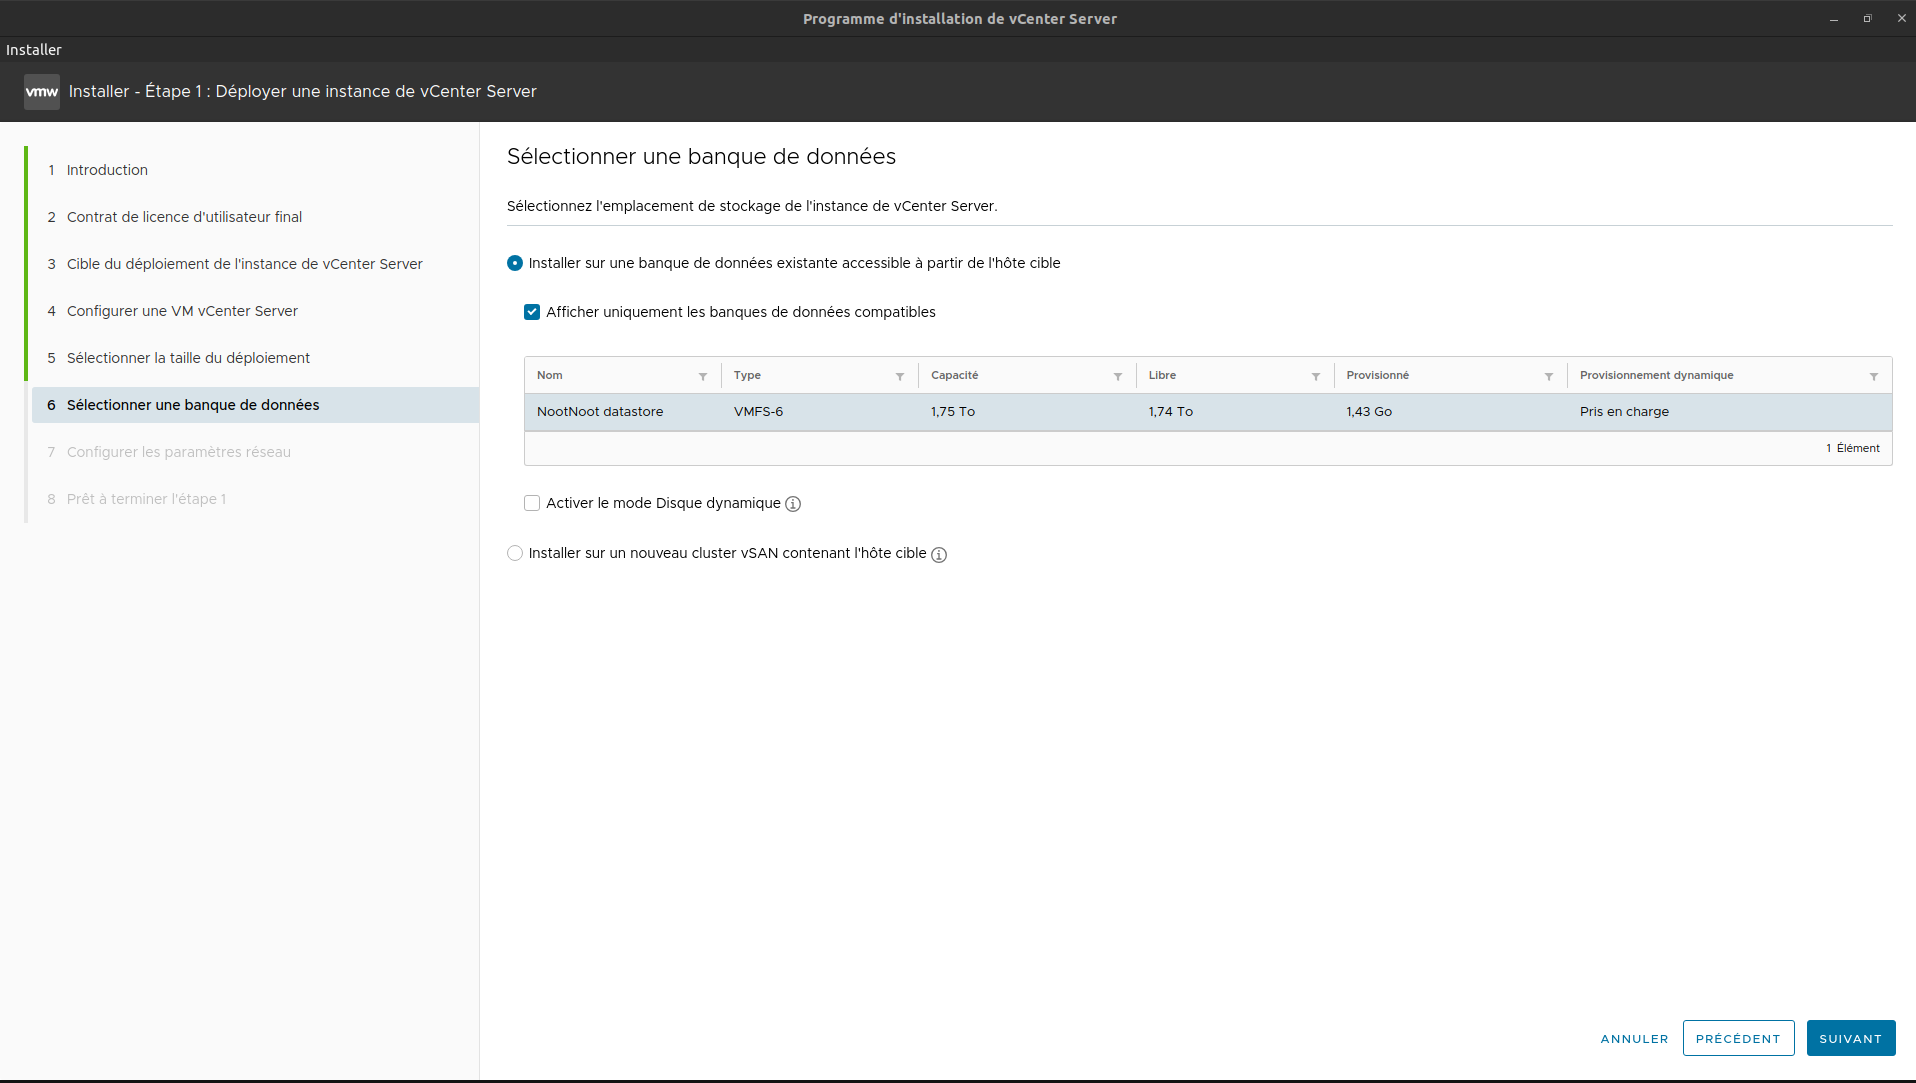 Programme d'installation de vCenter Server
Installer
vmw Installer - Étape 1 : Déployer une instance de vCenter Server
1 Introduction
2 Contrat de licence d'utilisateur final
3 Cible du déploiement de l'instance de vCenter Server
4 Configurer une VM vCenter Server
5 Sélectionner la taille du déploiement
6 Sélectionner une banque de données
7 Configurer les paramètres réseau
8 Prêt à terminer l'étape 1
Sélectionner une banque de données
Sélectionnez l'emplacement de stockage de l'instance de vCenter Server.
Installer sur une banque de données existante accessible à partir de l'hôte cible
Afficher uniquement les banques de données compatibles
Nom Type Capacité Libre Provisionné Provisionnement dynamique
NootNoot datastore VMFS-6 1,75 To 1,74 To 1,43 Go Pris en charge
1 Élément
Activer le mode Disque dynamique
Installer sur un nouveau cluster vSAN contenant l'hôte cible
ANNULER PRÉCÉDENT SUIVANT